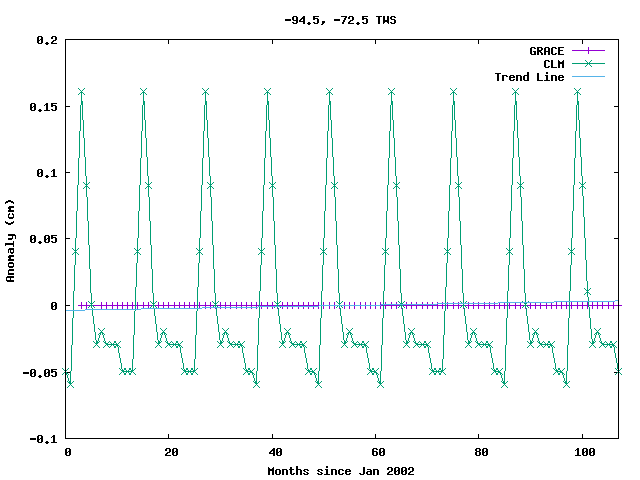 -94.5, -72.5 TWS
GRACE
CLM
Trend Line
0.2
0.15
0.1
0.05
0
-0.05
-0.1
Anomaly (cm)
0 20 40 60 80 100
Months since Jan 2002